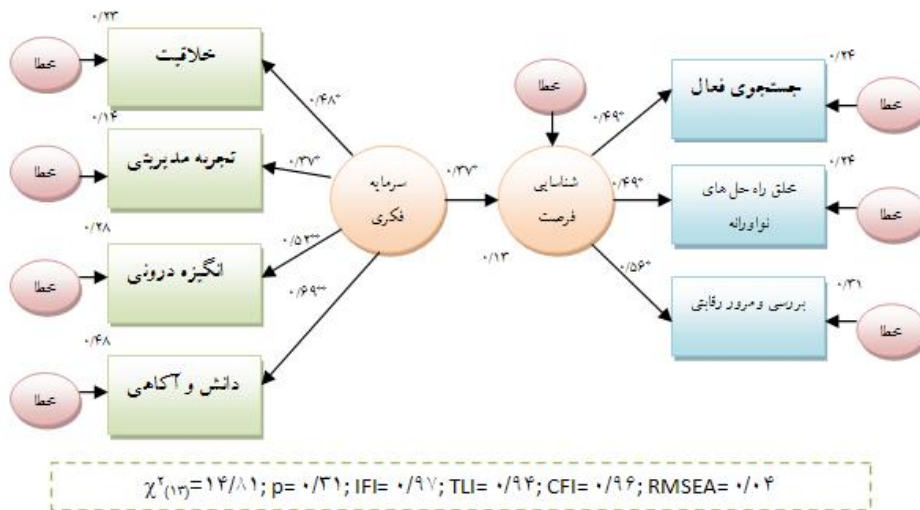 ۰/۲۳
خطا
خلاقیت
۰/۴۸*
۰/۱۴
خطا
تجربه مدیریتی
۰/۳۷*
۰/۲۸
خطا
انگیزه درونی
۰/۵۲**
۰/۴۸
خطا
دانش و آگاهی
۰/۶۹**
سرمایه
فکری
۰/۳۷*
خطا
شناسایی
فرصت
۰/۱۳
۰/۴۹*
۰/۲۴
جستجوی فعال
خطا
۰/۴۹*
۰/۲۴
خلق راه حل های
نواورانه
خطا
۰/۵۶*
۰/۳۱
بررسی ومرور رقابتی
خطا
χ²(۱۳)=۱۴/۸۱; p= ۰/۳۱; IFI= ۰/۹۷; TLI= ۰/۹۴; CFI= ۰/۹۶; RMSEA= ۰/۰۴